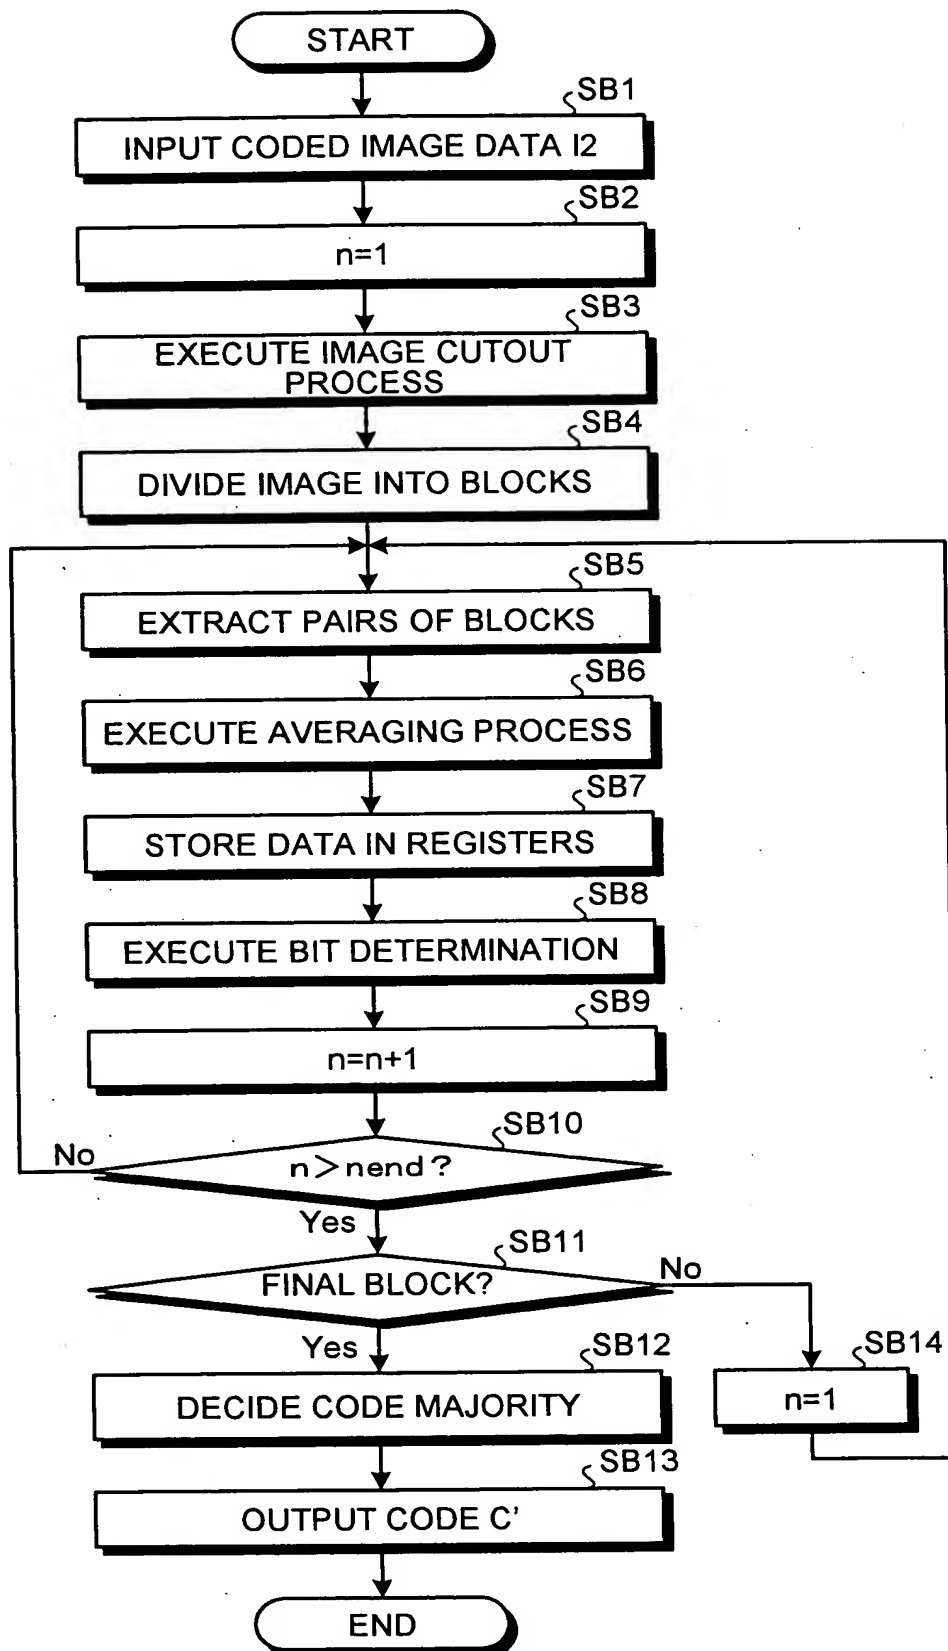 START
SB1
INPUT CODED IMAGE DATA I2
SB2
n=1
SB3
EXECUTE IMAGE CUTOUT
PROCESS
SB4
DIVIDE IMAGE INTO BLOCKS
SB5
EXTRACT PAIRS OF BLOCKS
SB6
EXECUTE AVERAGING PROCESS
SB7
STORE DATA IN REGISTERS
SB8
EXECUTE BIT DETERMINATION
SB9
n=n+1
SB10
No
n>nend?
Yes
SB11
FINAL BLOCK?
No
Yes
SB12
DECIDE CODE MAJORITY
SB14
n=1
SB13
OUTPUT CODE C'
END